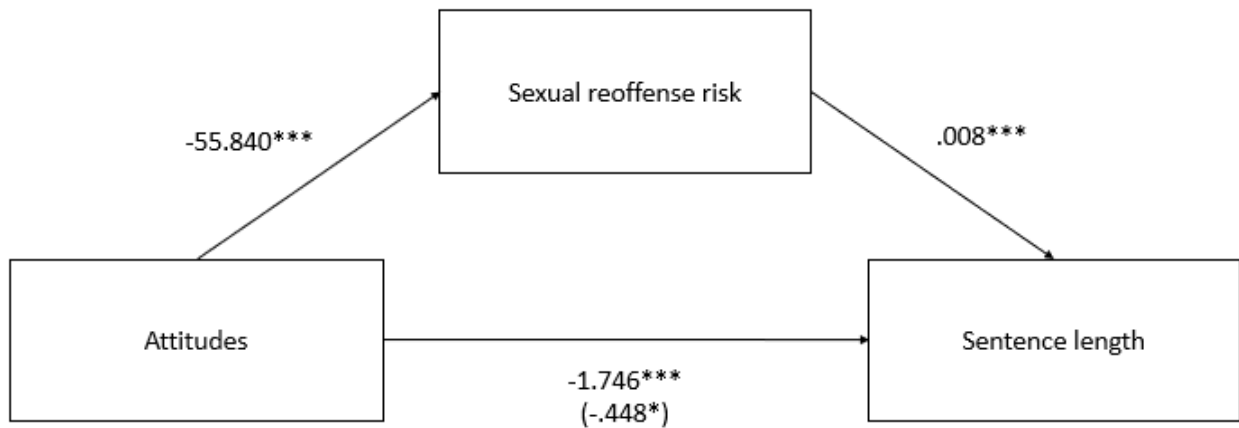 Sexual reoffense risk
-55.840***
.008***
Attitudes
Sentence length
-1.746***
(-.448*)